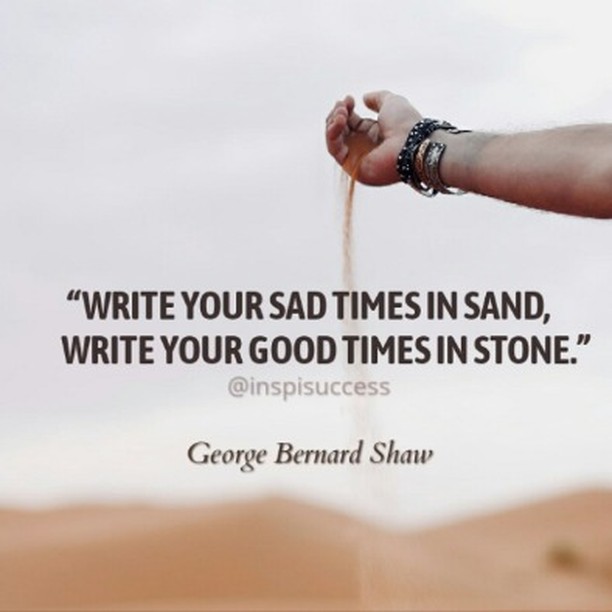 “WRITE YOUR SAD TIMES IN SAND,
WRITE YOUR GOOD TIMES IN STONE.”
@inspisuccess
George Bernard Shaw